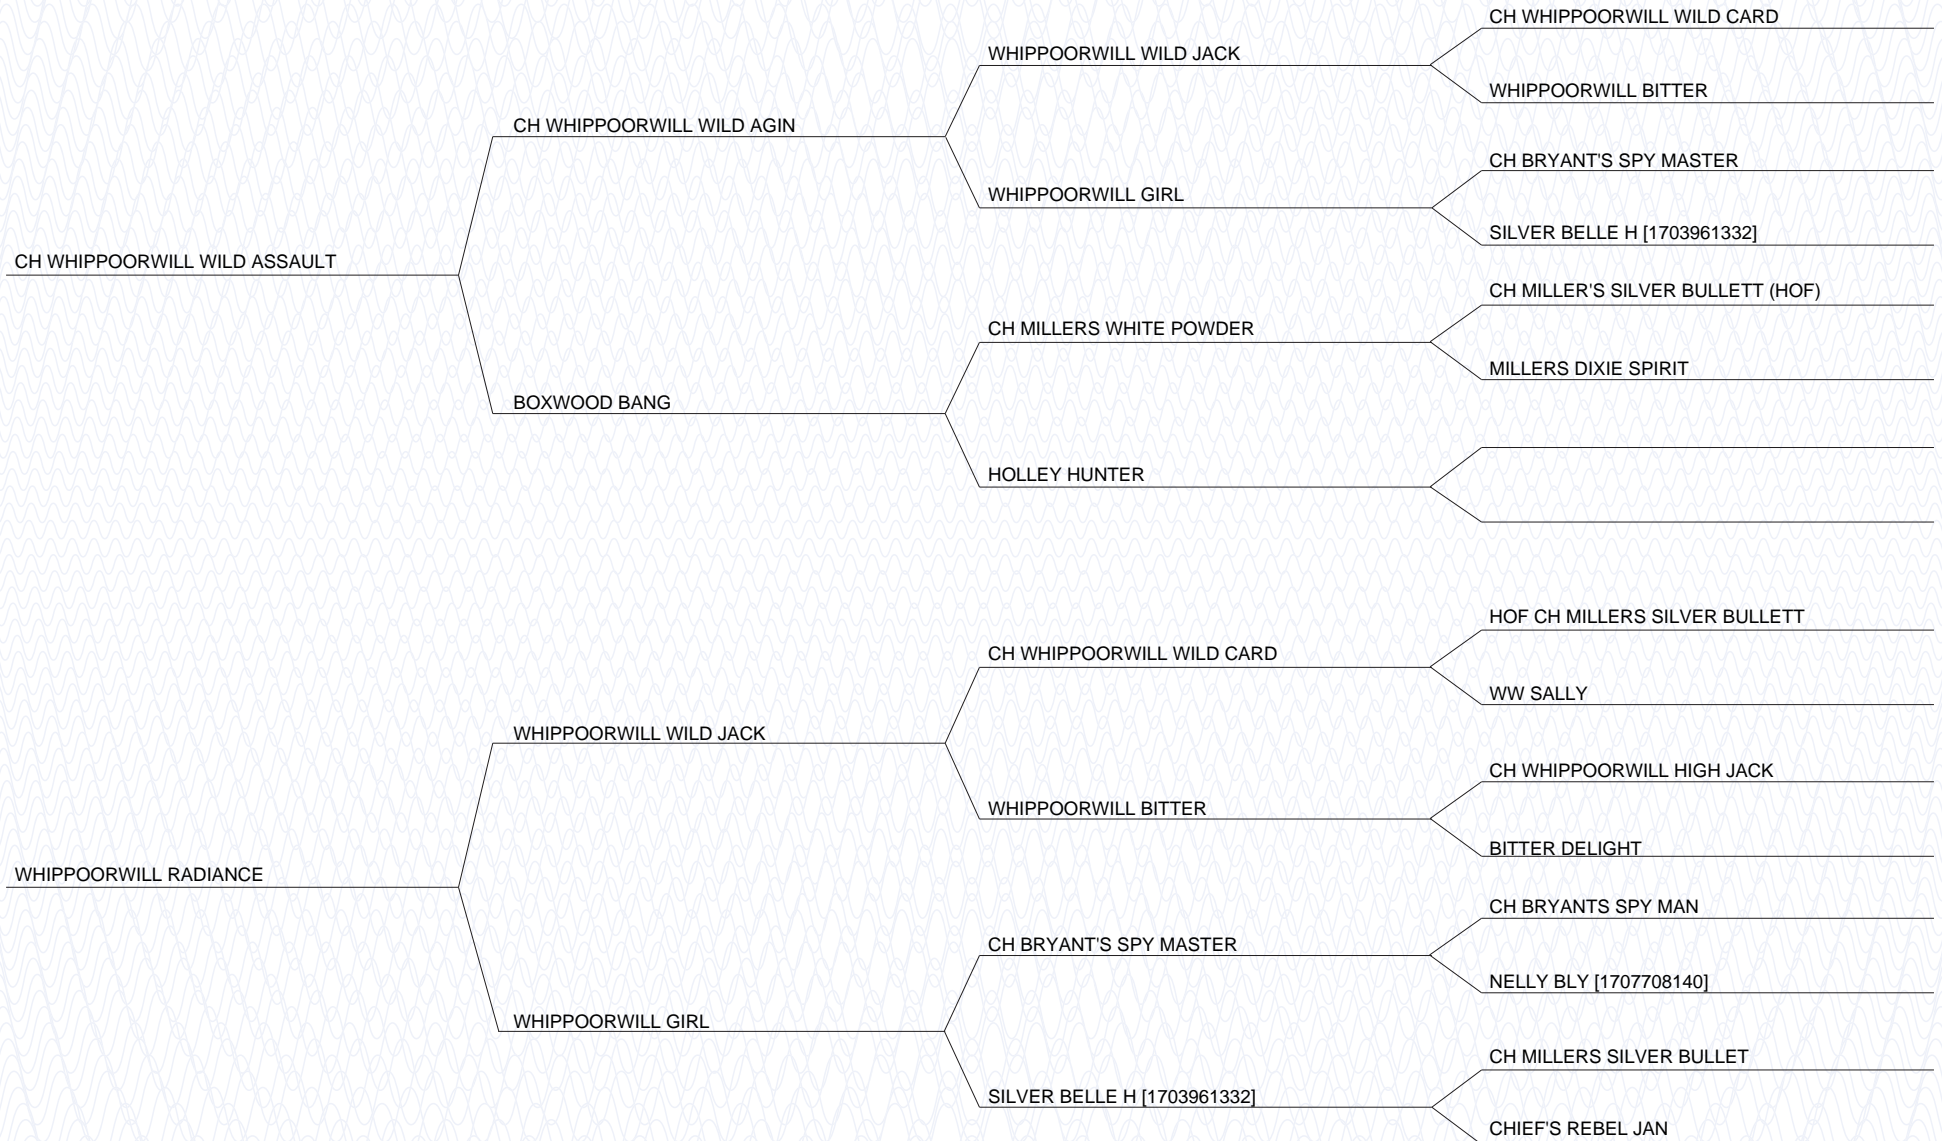 CH WHIPPOORWILL WILD CARD
WHIPPOORWILL WILD JACK
WHIPPOORWILL BITTER
CH WHIPPOORWILL WILD AGIN
CH BRYANT'S SPY MASTER
WHIPPOORWILL GIRL
SILVER BELLE H [1703961332]
CH WHIPPOORWILL WILD ASSAULT
CH MILLER'S SILVER BULLETT (HOF)
CH MILLERS WHITE POWDER
MILLERS DIXIE SPIRIT
BOXWOOD BANG
HOLLEY HUNTER
HOF CH MILLERS SILVER BULLETT
CH WHIPPOORWILL WILD CARD
WW SALLY
WHIPPOORWILL WILD JACK
CH WHIPPOORWILL HIGH JACK
WHIPPOORWILL BITTER
BITTER DELIGHT
WHIPPOORWILL RADIANCE
CH BRYANTS SPY MAN
CH BRYANT'S SPY MASTER
NELLY BLY [1707708140]
WHIPPOORWILL GIRL
CH MILLERS SILVER BULLET
SILVER BELLE H [1703961332]
CHIEF'S REBEL JAN